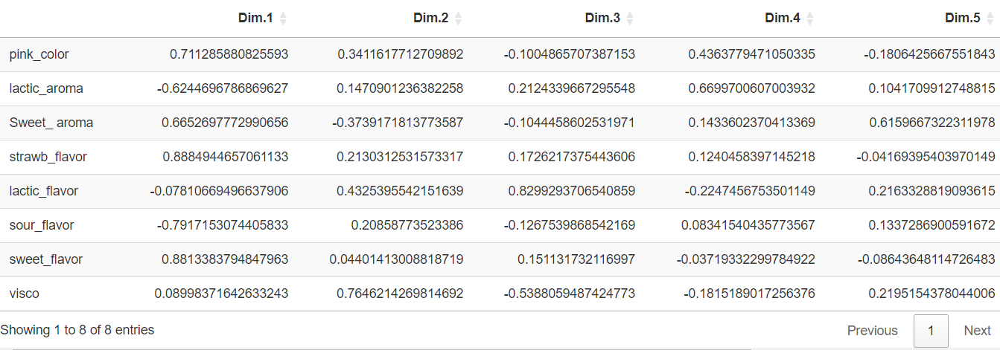 Dim.1 Dim.2 Dim.3 Dim.4 Dim.5
pink_color 0.711285880825593 0.3411617712709892 -0.1004865707387153 0.4363779471050335 -0.1806425667551843
lactic_aroma -0.6244696786869627 0.1470901236382258 0.2124339667295548 0.6699700607003932 0.1041709912748815
Sweet_ aroma 0.6652697772990656 -0.3739171813773587 -0.1044458602531971 0.1433602370413369 0.6159667322311978
strawb_flavor 0.8884944657061133 0.2130312531573317 0.1726217375443606 0.1240458397145218 -0.04169395403970149
lactic_flavor -0.07810669496637906 0.4325395542151639 0.8299293706540859 -0.2247456753501149 0.2163328819093615
sour_flavor -0.7917153074405833 0.20858773523386 -0.1267539868542169 0.08341540435773567 0.1337286900591672
sweet_flavor 0.8813383794847963 0.04401413008818719 0.151131732116997 -0.03719332299784922 -0.08643648114726483
visco 0.08998371642633243 0.7646214269814692 -0.5388059487424773 -0.1815189017256376 0.2195154378044006
Showing 1 to 8 of 8 entries Previous 1 Next